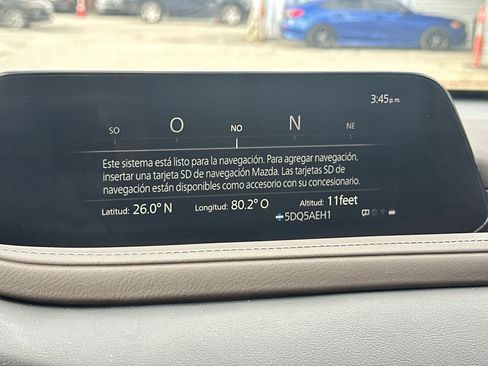 3:45p.m.
SO O NO N NE
Este sistema está listo para la navegación. Para agregar navegación,
insertar una tarjeta SD de navegación Mazda. Las tarjetas SD de
navegación están disponibles como accesorio con su concesionario.
Latitud: 26.0° N Longitud: 80.2° O Altitud: 11feet
5DQ5AEH1